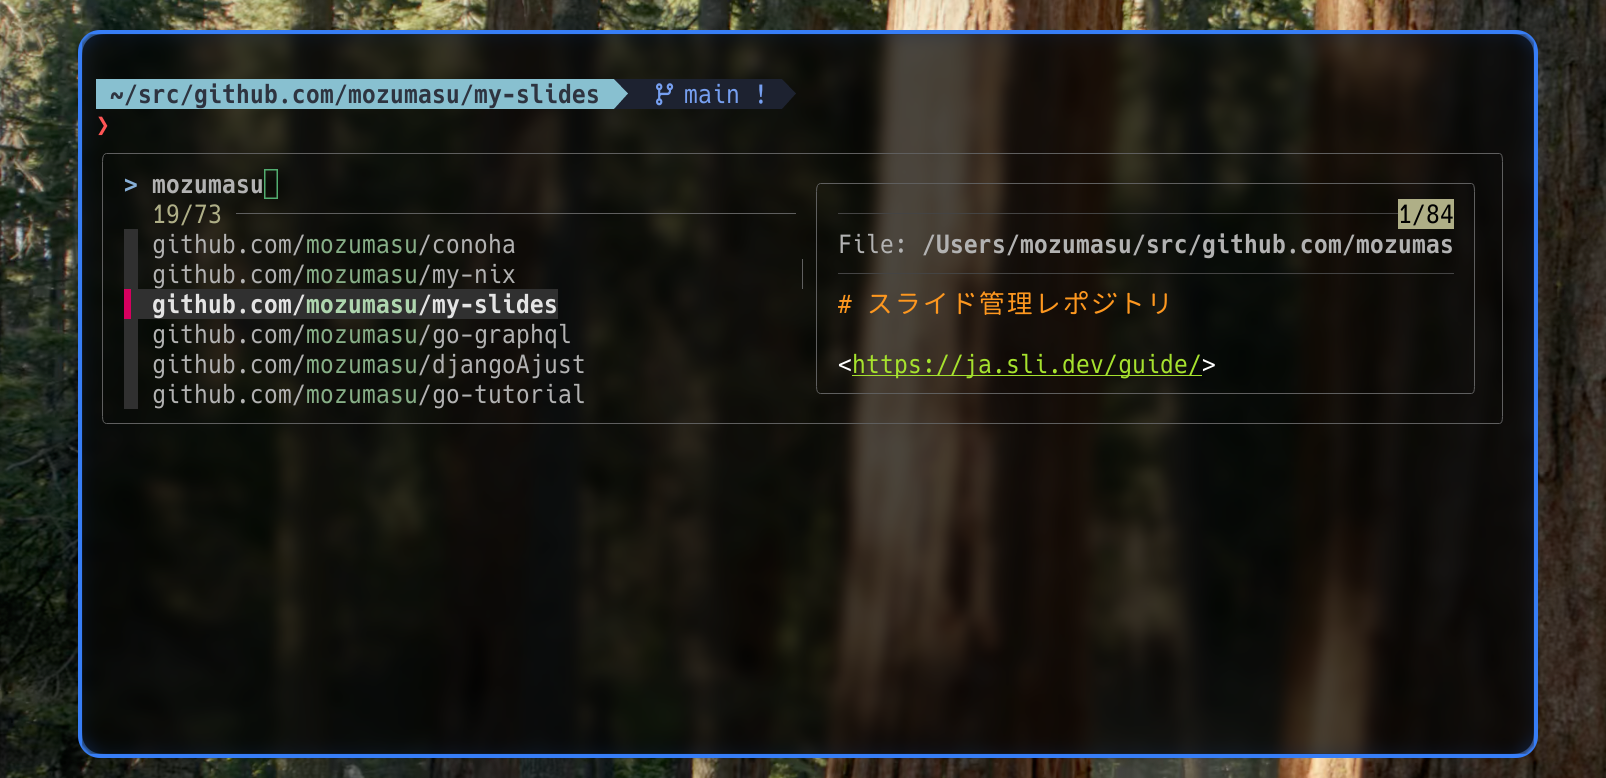 ~/src/github.com/mozumasu/my-slides main !
❯
> mozumasu
19/73
github.com/mozumasu/conoha
github.com/mozumasu/my-nix
github.com/mozumasu/my-slides
github.com/mozumasu/go-graphql
github.com/mozumasu/djangoAjust
github.com/mozumasu/go-tutorial
1/84
File: /Users/mozumasu/src/github.com/mozumas
# スライド管理レポジトリ
<https://ja.sli.dev/guide/>